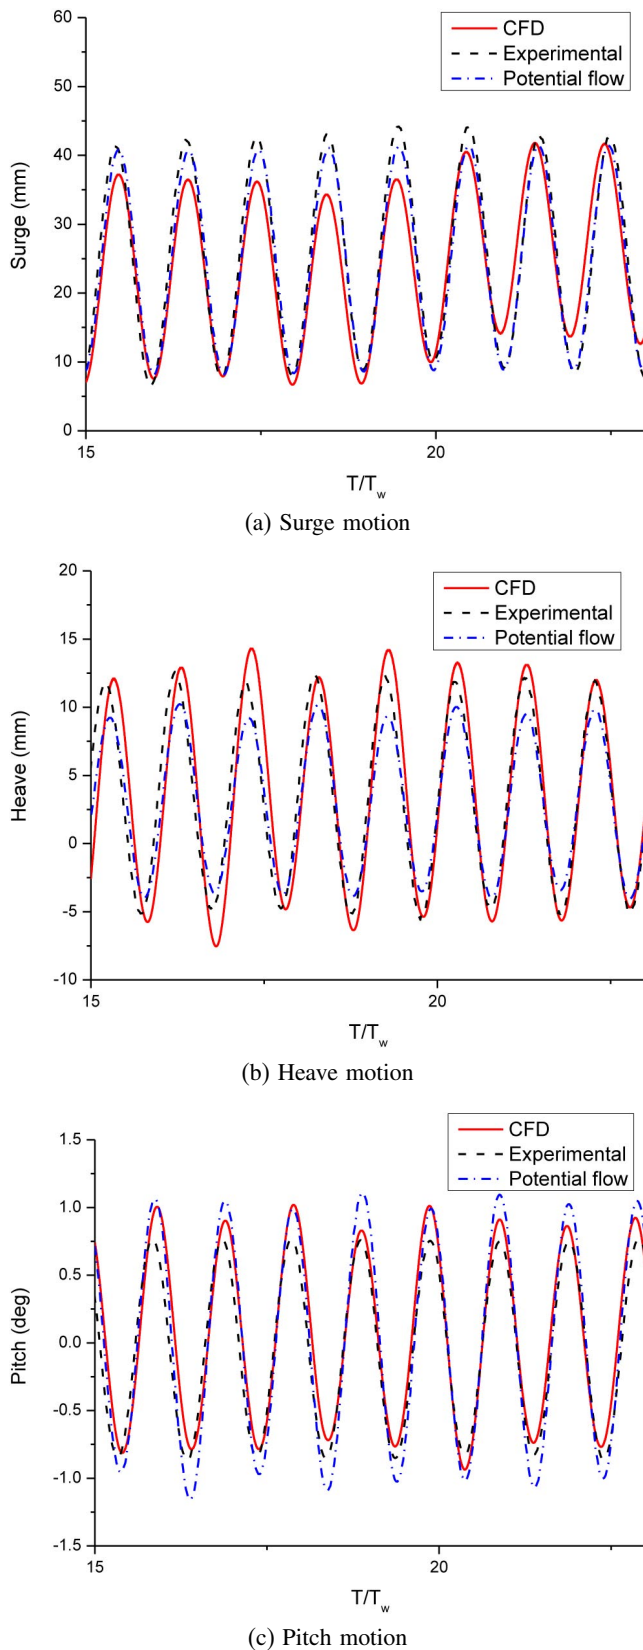 60
CFD
Experimental
Potential flow
50
40
30
20
10
0
Surge (mm)
15
20
T/Tw
(a) Surge motion
20
CFD
Experimental
Potential flow
15
10
5
0
-5
-10
Heave (mm)
15
20
T/Tw
(b) Heave motion
1.5
CFD
Experimental
Potential flow
1.0
0.5
0.0
-0.5
-1.0
-1.5
Pitch (deg)
15
20
T/Tw
(c) Pitch motion